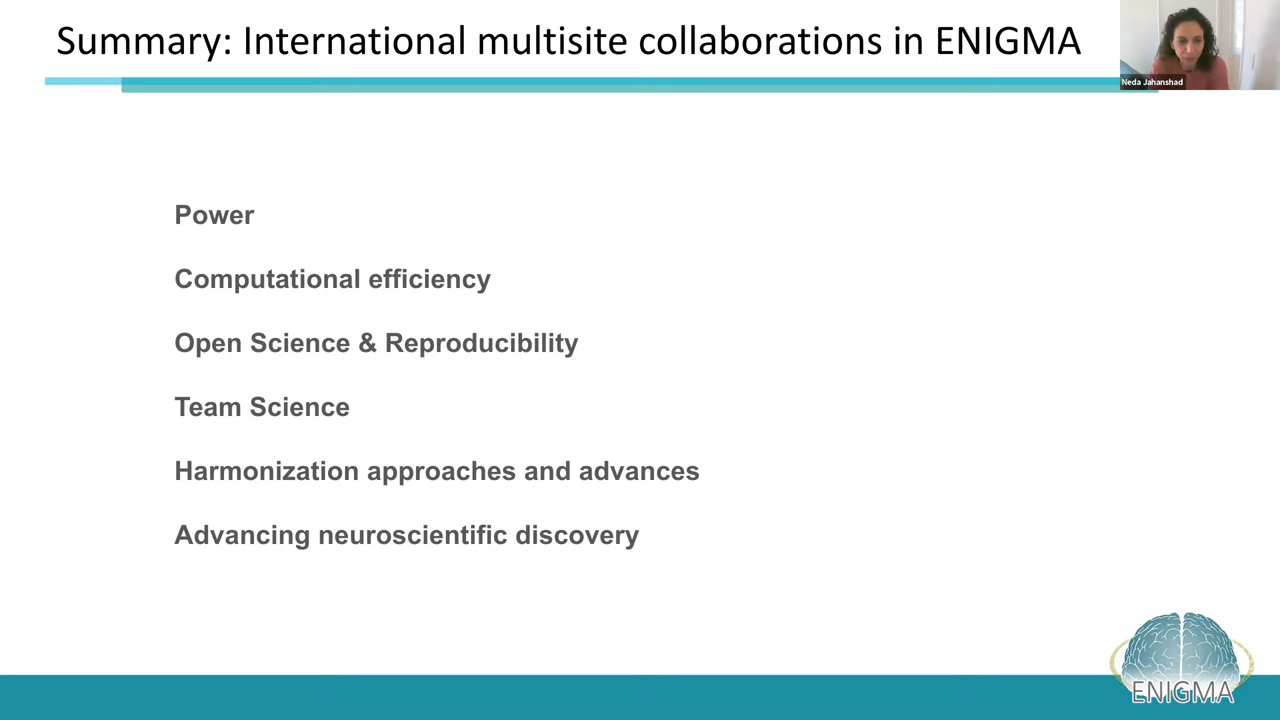 Summary: International multisite collaborations in ENIGMA
Neda Jahanshad
Power
Computational efficiency
Open Science & Reproducibility
Team Science
Harmonization approaches and advances
Advancing neuroscientific discovery
ENIGMA